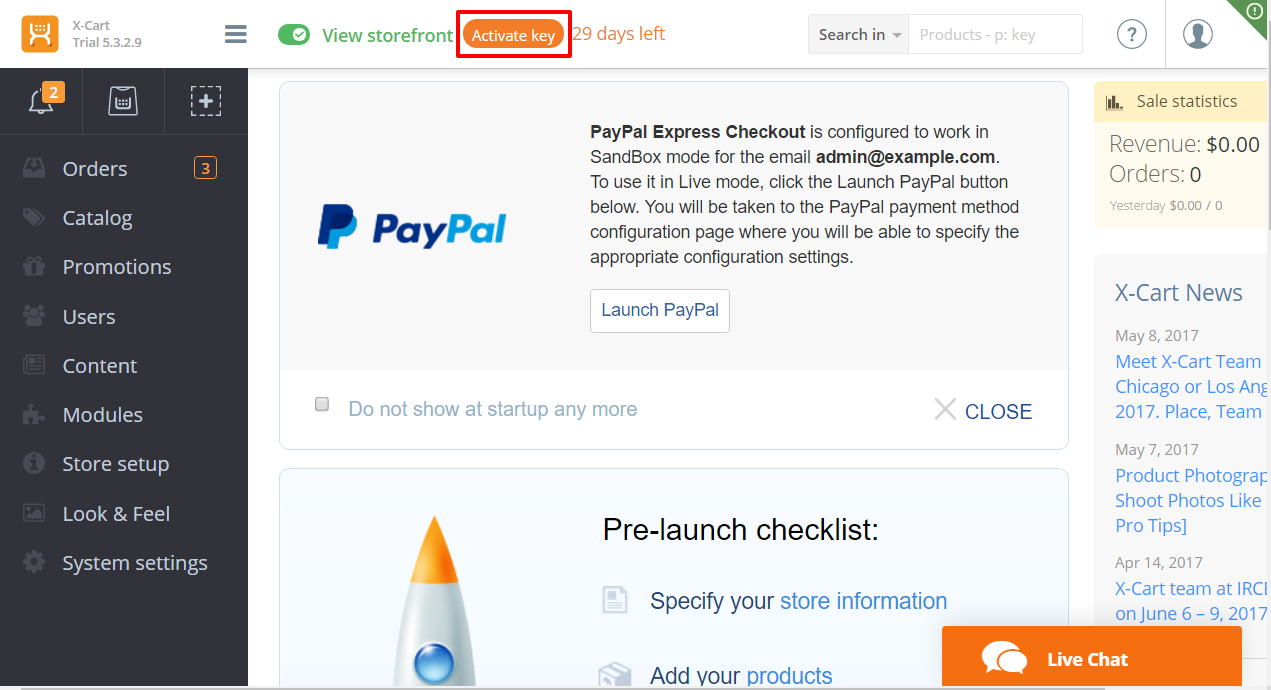 X-Cart
Trial 5.3.2.9
View storefront
Activate key
29 days left
Search in
Products - p: key
?
2
Orders
3
Catalog
Promotions
Users
Content
Modules
Store setup
Look & Feel
System settings
PayPal
PayPal Express Checkout is configured to work in
SandBox mode for the email admin@example.com.
To use it in Live mode, click the Launch PayPal button
below. You will be taken to the PayPal payment method
configuration page where you will be able to specify the
appropriate configuration settings.
Launch PayPal
Do not show at startup any more
CLOSE
Pre-launch checklist:
Specify your store information
Add your products
Sale statistics
Revenue: $0.00
Orders: 0
Yesterday $0.00 / 0
X-Cart News
May 8, 2017
Meet X-Cart Team
Chicago or Los Ang
2017. Place, Team
May 7, 2017
Product Photograp
Shoot Photos Like
Pro Tips]
Apr 14, 2017
X-Cart team at IRCE
on June 6 – 9, 2017
Live Chat